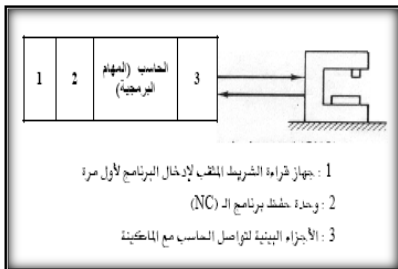 1
2
الحاسب (المهام
البرمجية)
3
1 : جهاز قراءة الشريط المثقب لإدخال البرنامج لأول مرة
2 : وحدة حفظ برنامج الـ (NC)
3 : الأجزاء البينية لتواصل الحاسب مع الماكينة